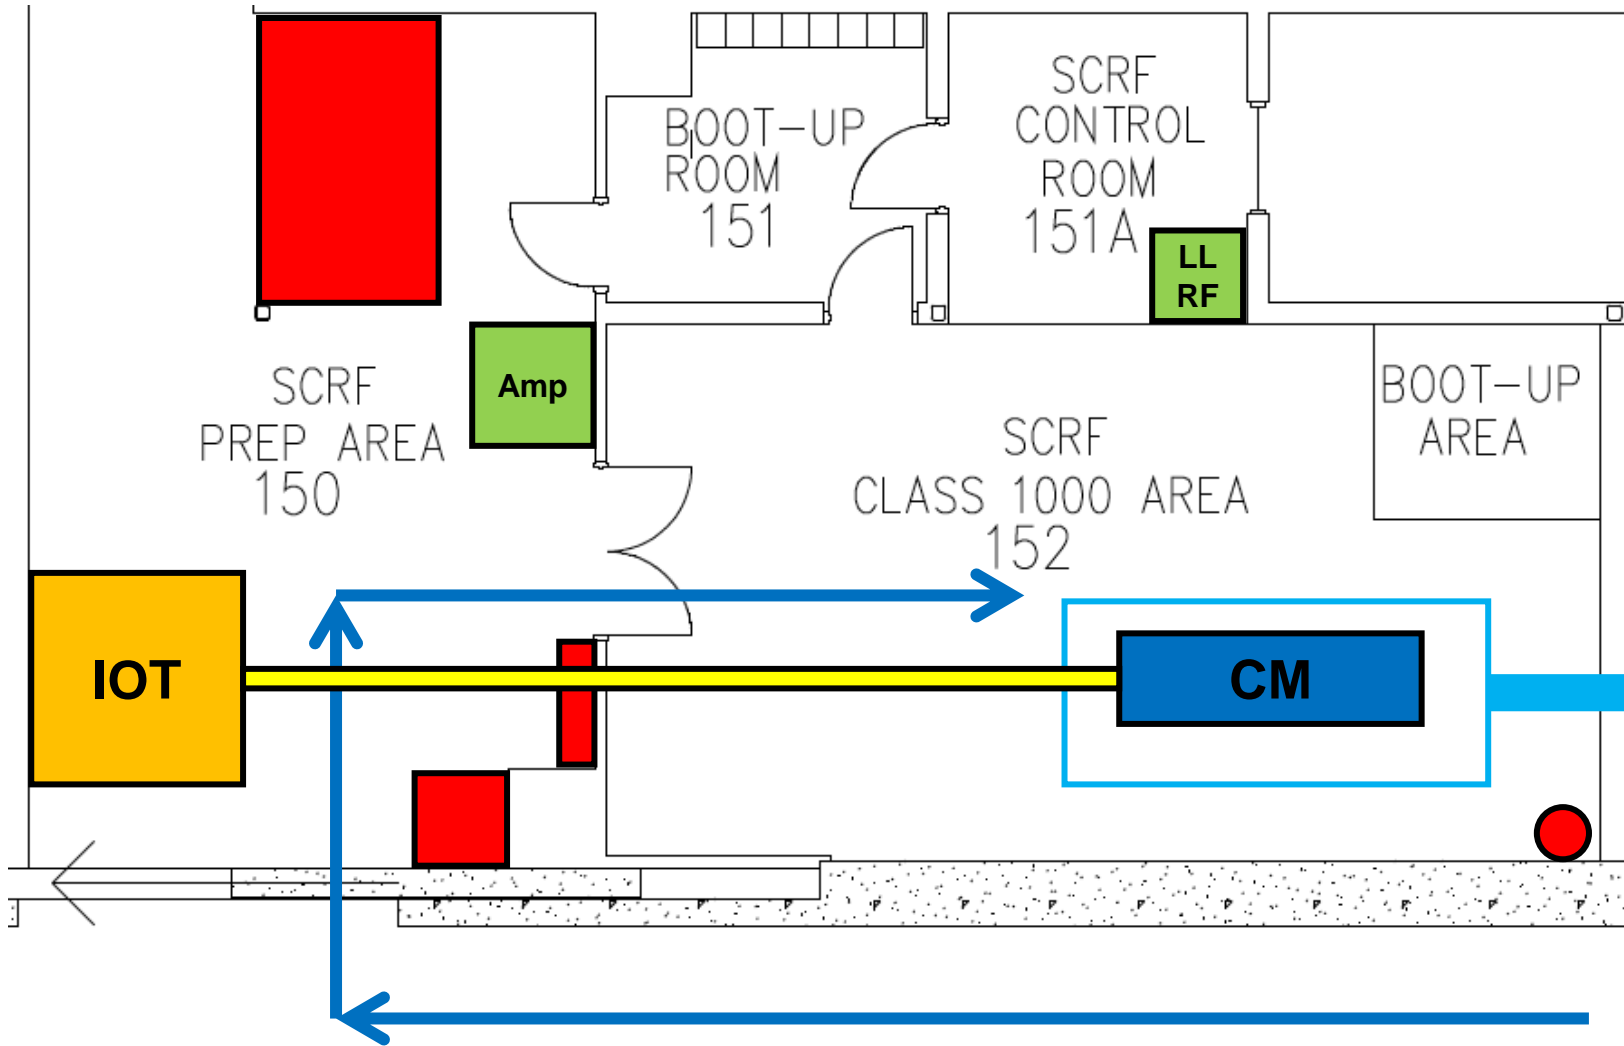 BOOT-UP
ROOM
151
SCRF
CONTROL
ROOM
151A
LL
RF
Amp
SCRF
PREP AREA
150
SCRF
CLASS 1000 AREA
152
BOOT-UP
AREA
IOT
CM